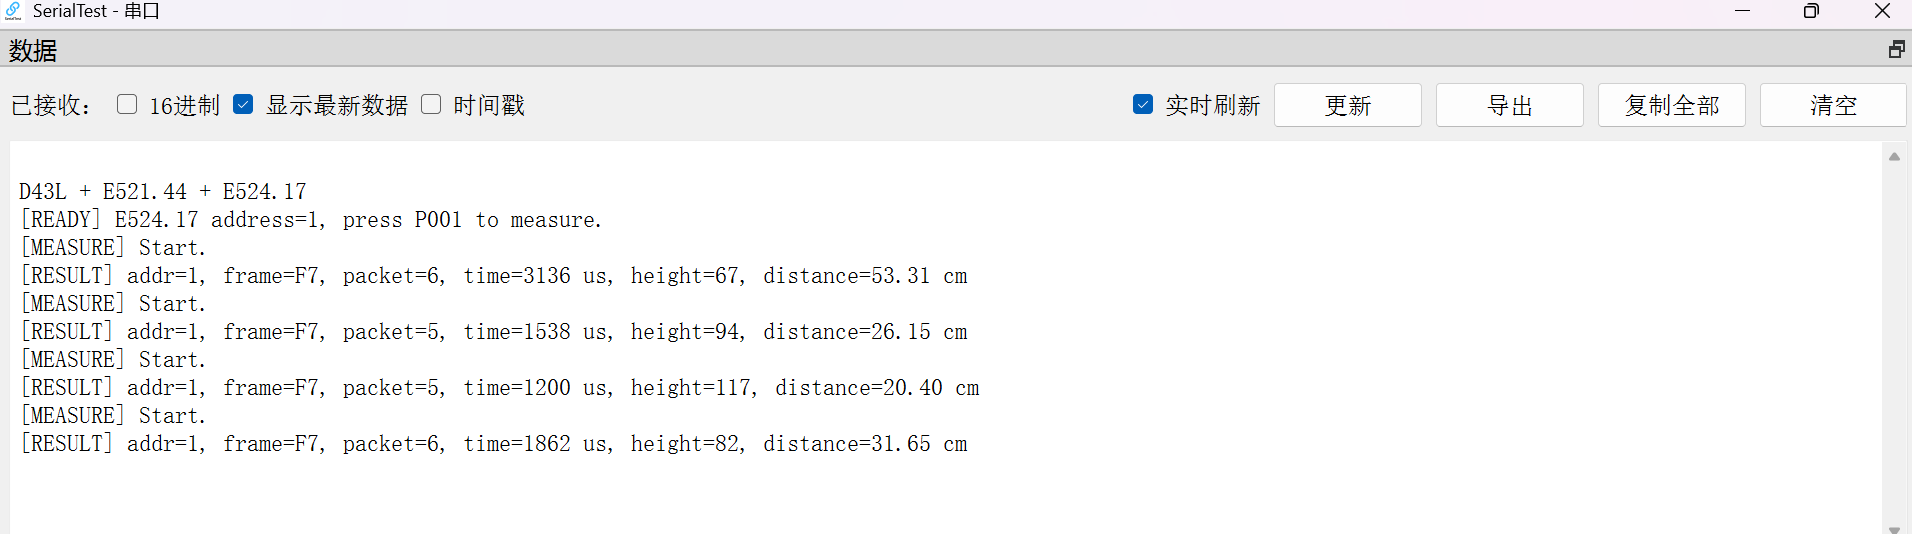 SerialTest - 串口
数据
已接收： 16进制 显示最新数据 时间戳 实时刷新 更新 导出 复制全部 清空
D43L + E521.44 + E524.17
[READY] E524.17 address=1, press P001 to measure.
[MEASURE] Start.
[RESULT] addr=1, frame=F7, packet=6, time=3136 us, height=67, distance=53.31 cm
[MEASURE] Start.
[RESULT] addr=1, frame=F7, packet=5, time=1538 us, height=94, distance=26.15 cm
[MEASURE] Start.
[RESULT] addr=1, frame=F7, packet=5, time=1200 us, height=117, distance=20.40 cm
[MEASURE] Start.
[RESULT] addr=1, frame=F7, packet=6, time=1862 us, height=82, distance=31.65 cm